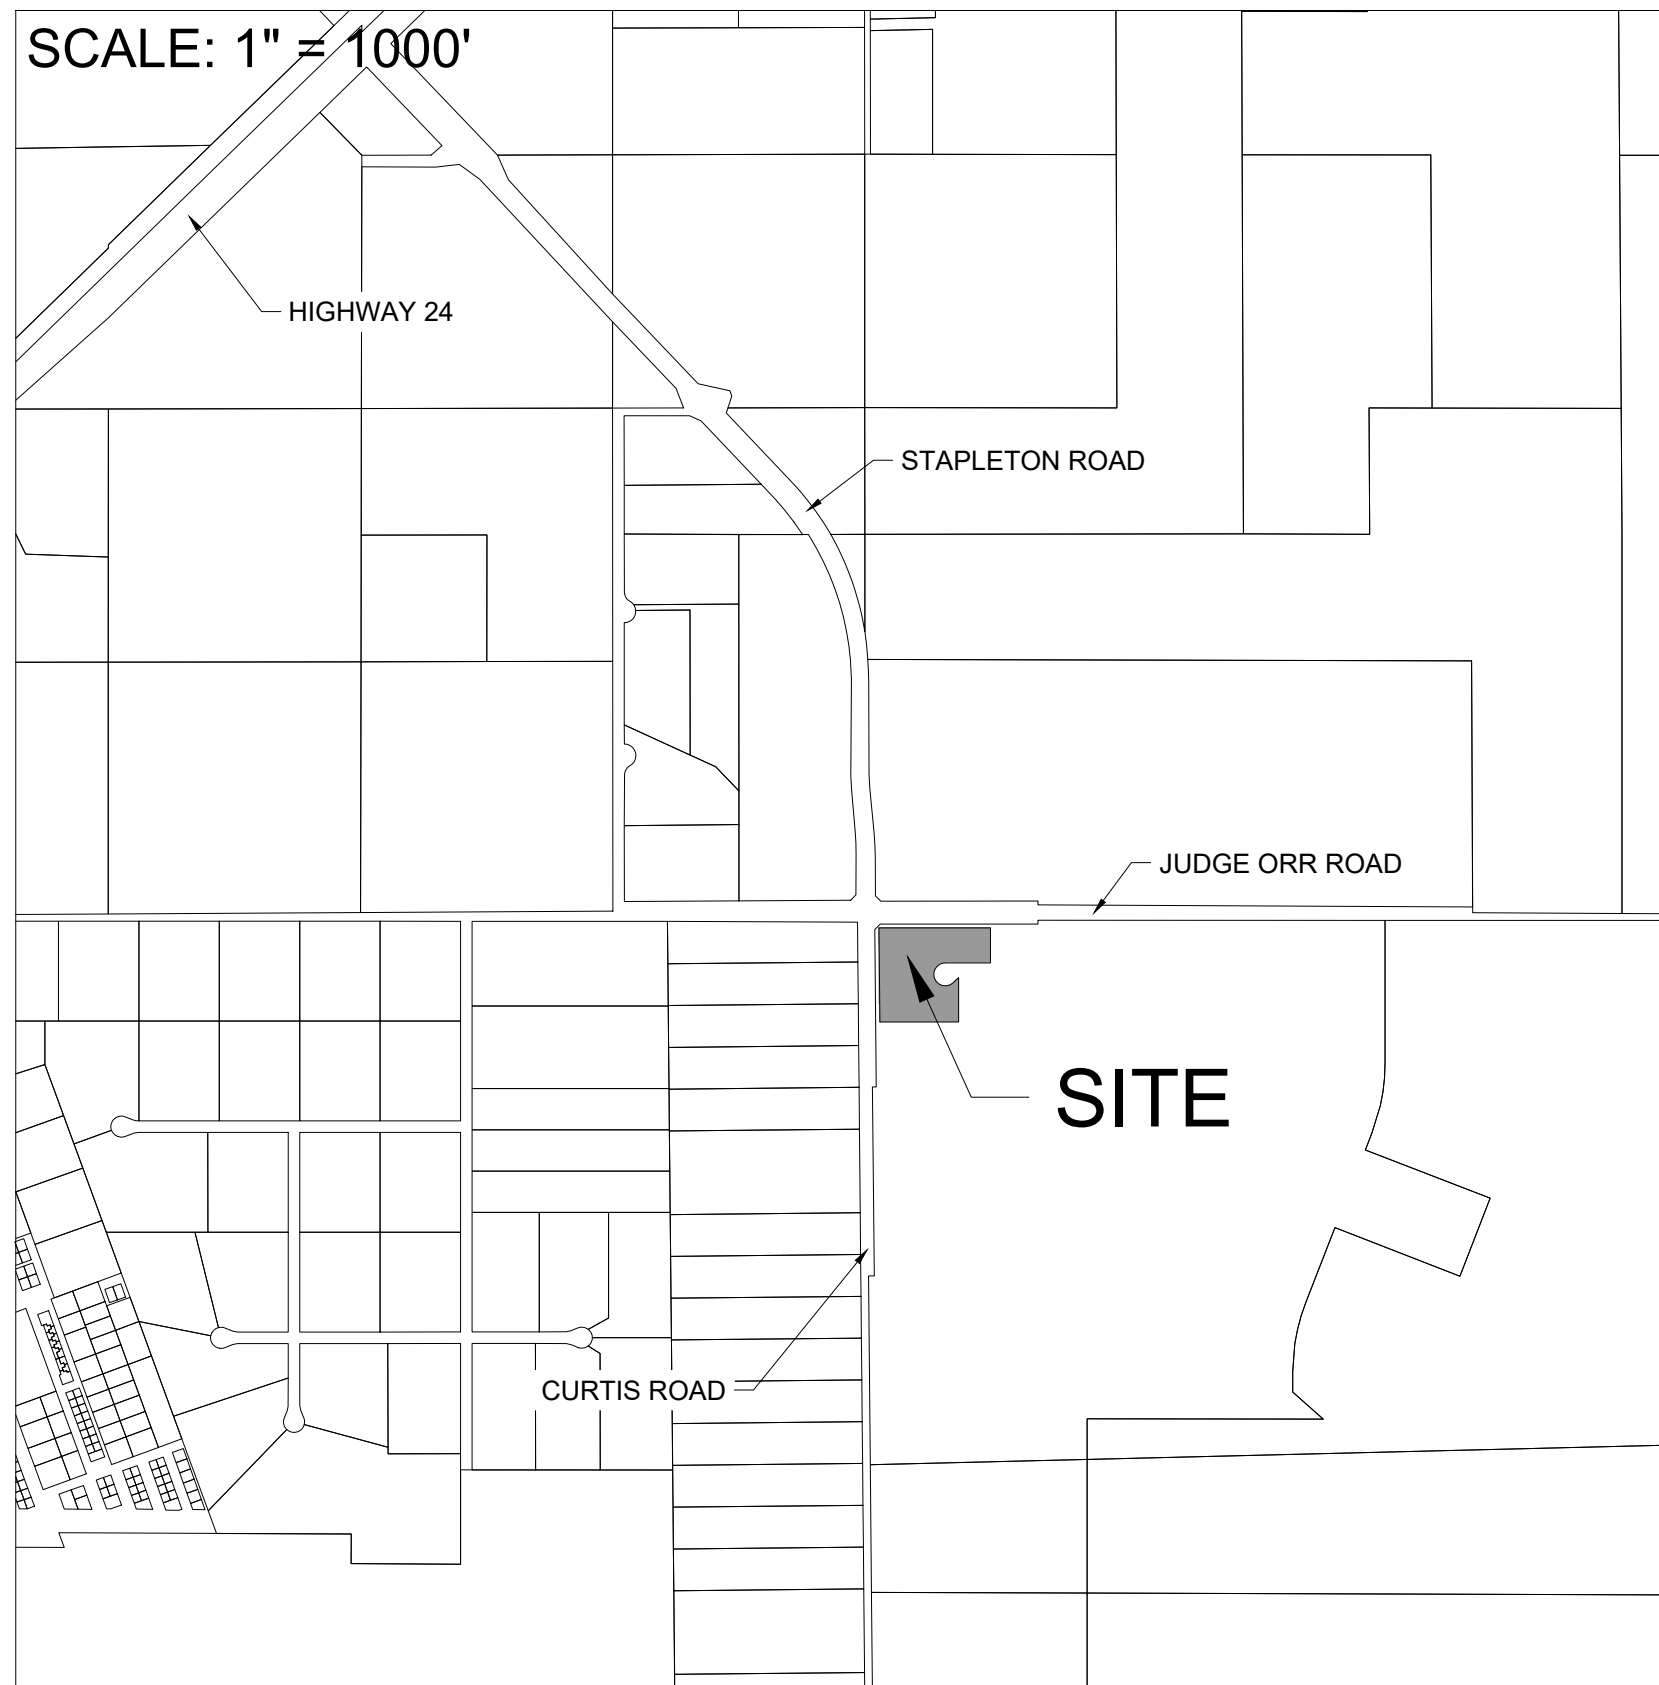 SCALE: 1" = 1000'
HIGHWAY 24
STAPLETON ROAD
JUDGE ORR ROAD
SITE
CURTIS ROAD